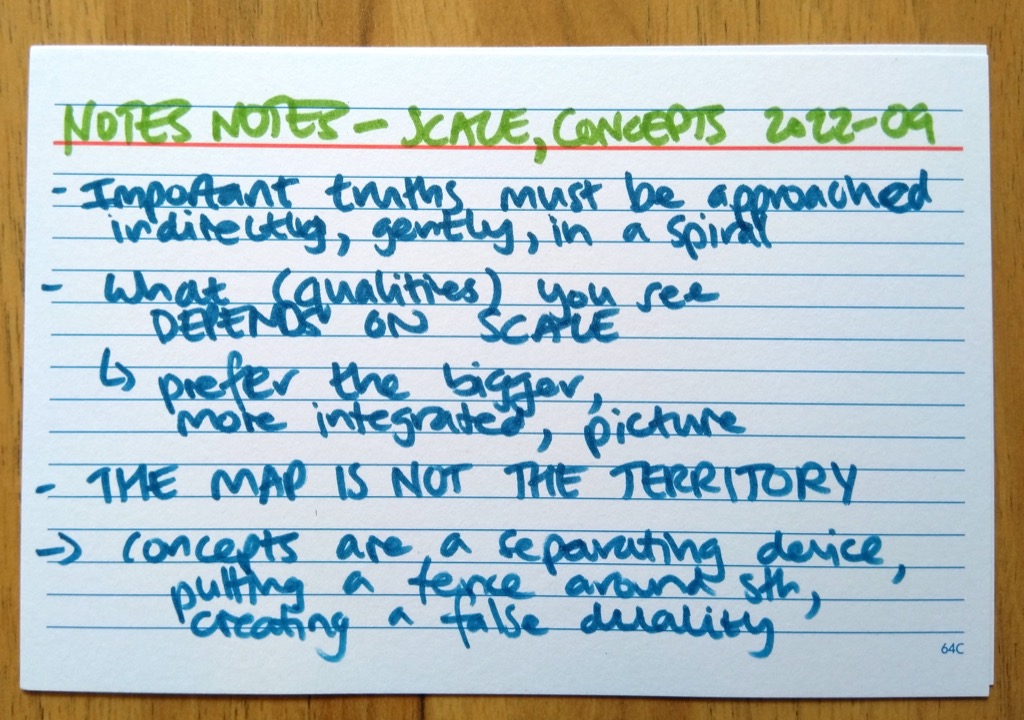 NOTES NOTES - SCALE, CONCEPTS 2022-09
- Important truths must be approached
indirectly, gently, in a spiral
- What (qualities) you see
DEPENDS ON SCALE
↳ prefer the bigger,
more integrated, picture
- THE MAP IS NOT THE TERRITORY
→ concepts are a separating device,
putting a fence around sth,
creating a false duality
64C